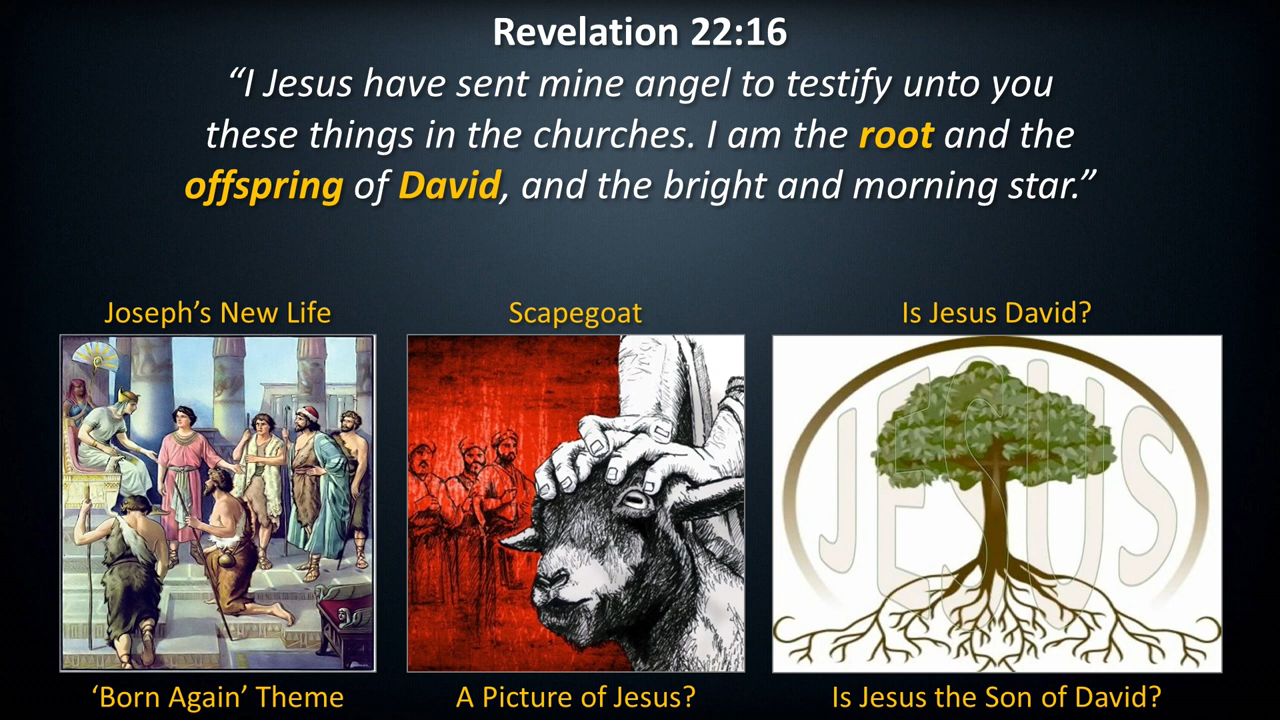 Revelation 22:16
“I Jesus have sent mine angel to testify unto you
these things in the churches. I am the root and the
offspring of David, and the bright and morning star.”
Joseph’s New Life
Scapegoat
Is Jesus David?
JESUS
‘Born Again’ Theme
A Picture of Jesus?
Is Jesus the Son of David?